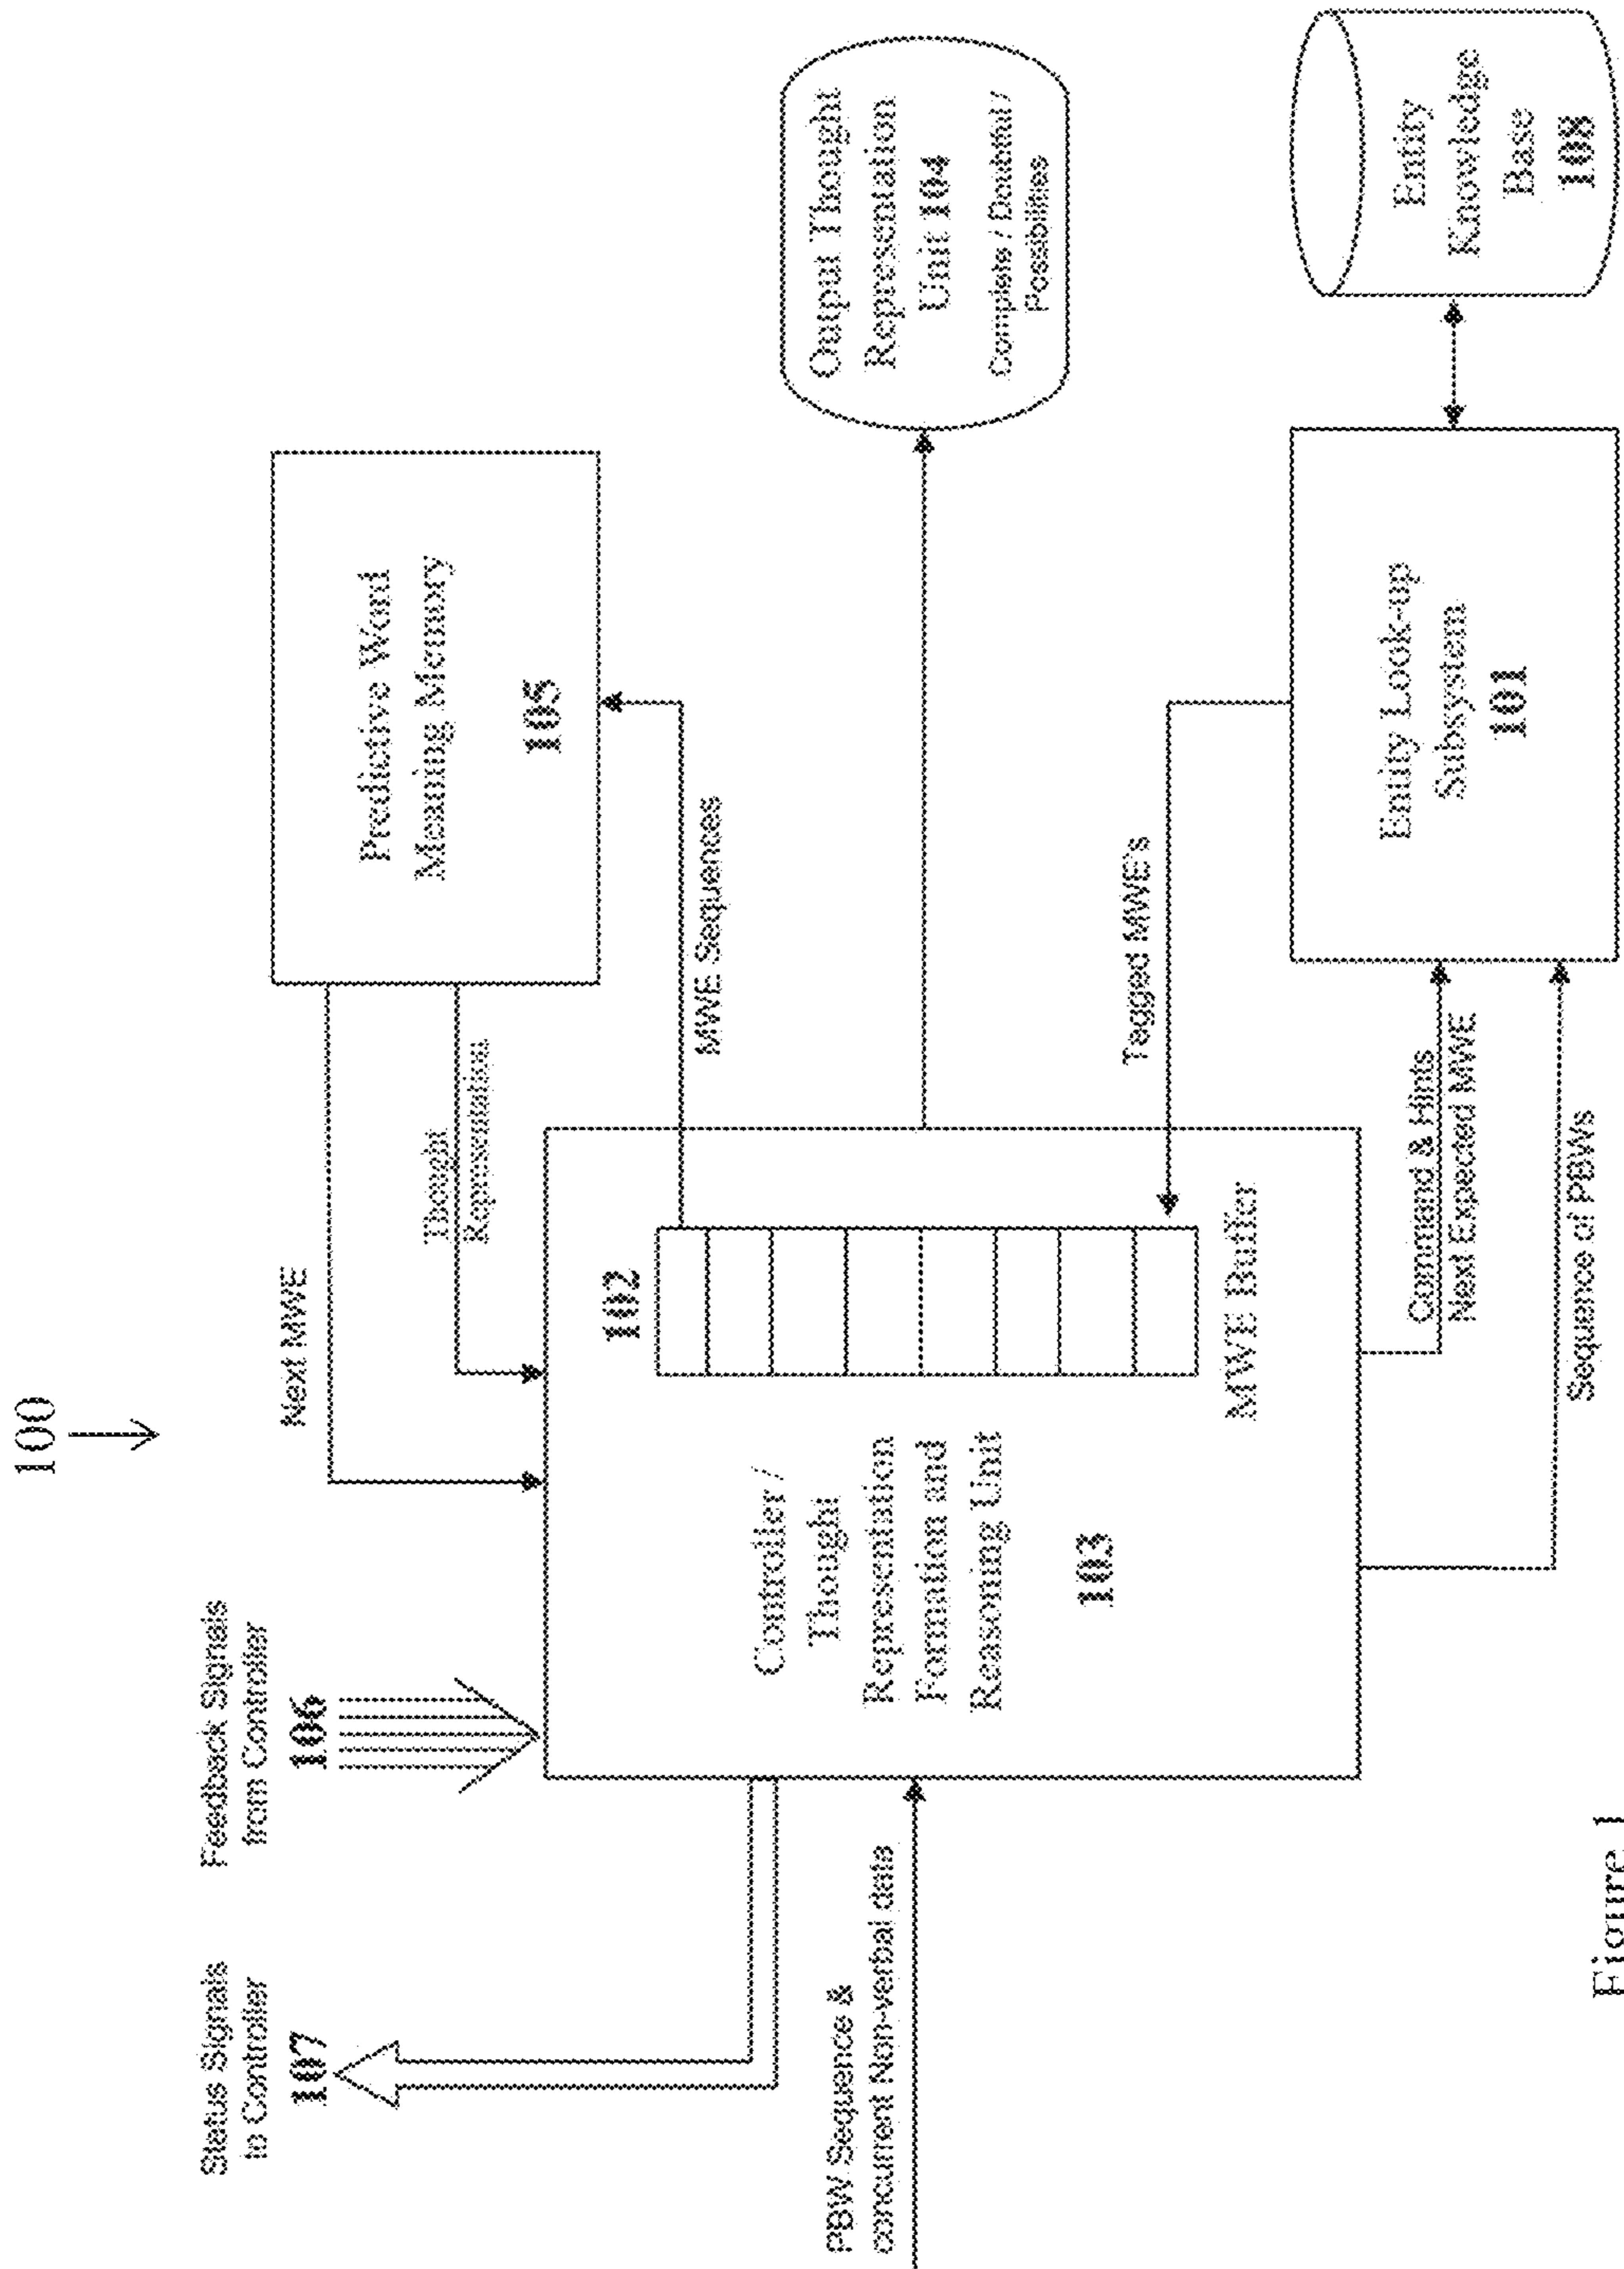 100
Status Signals
to Controller
107
Feedback Signals
from Controller
106
Next MWE
Thought
Representation
Predictive Word
Meaning Memory
105
MWE Sequences
PBW Sequence &
concurrent Non-verbal data
Controller /
Thought
Representation
Formation and
Reasoning Unit
103
102
MWE Buffer
Output Thought
Representation
Unit 104
Complete / Doubtful /
Possibilities
Tagged MWE's
Command & Hints
Next Expected MWE
Sequence of PBWs
Entity Look-up
Subsystem
101
Entity
Knowledge
Base
108
Figure 1